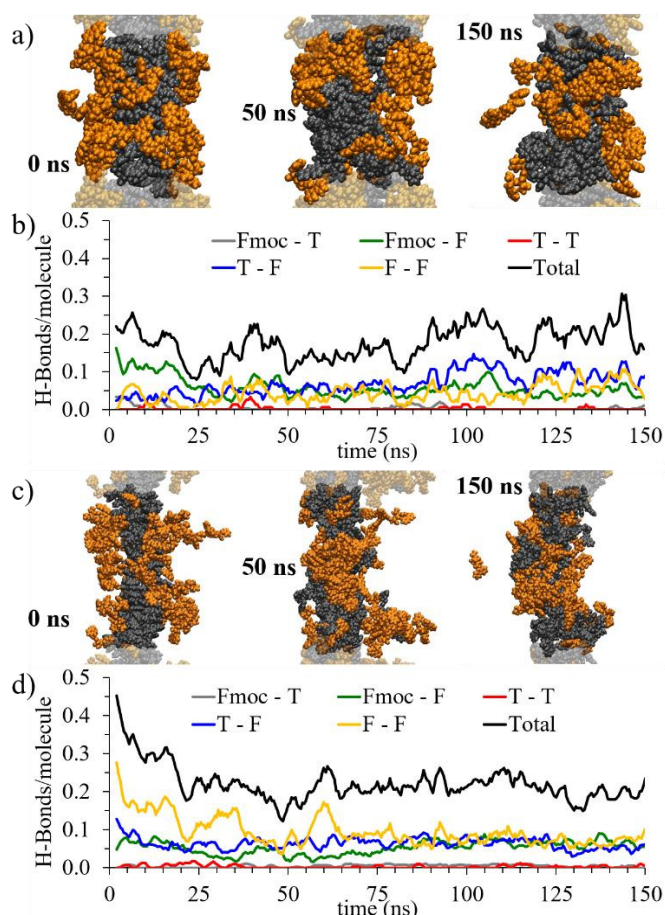 a)
0 ns
50 ns
150 ns
b)
H-Bonds/molecule
0.5
0.4
0.3
0.2
0.1
0.0
Fmoc - T Fmoc - F T - T
T - F F - F Total
0 25 50 75 100 125 150
time (ns)
c)
0 ns
50 ns
150 ns
d)
H-Bonds/molecule
0.5
0.4
0.3
0.2
0.1
0.0
Fmoc - T Fmoc - F T - T
T - F F - F Total
0 25 50 75 100 125 150
time (ns)